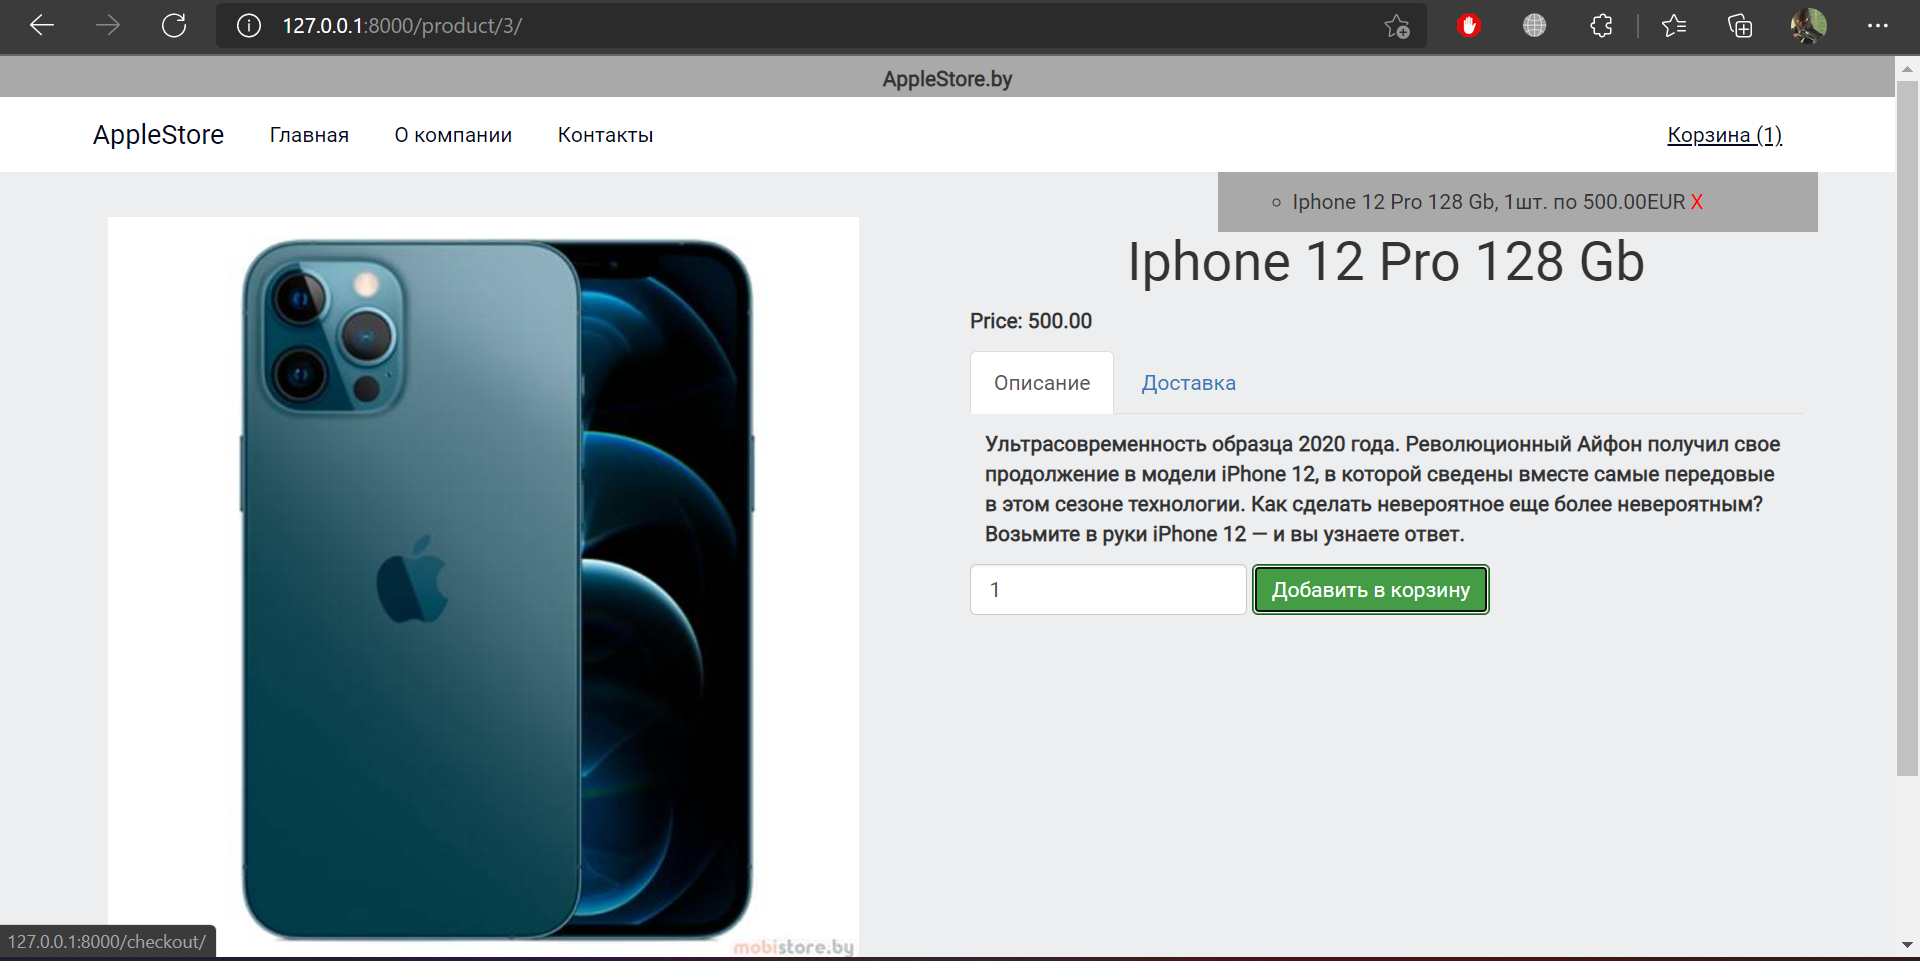 127.0.0.1:8000/product/3/
AppleStore.by
AppleStore Главная О компании Контакты Корзина (1)
Iphone 12 Pro 128 Gb, 1шт. по 500.00EUR X
Iphone 12 Pro 128 Gb
Price: 500.00
Описание Доставка
Ультрасовременность образца 2020 года. Революционный Айфон получил свое
продолжение в модели iPhone 12, в которой сведены вместе самые передовые
в этом сезоне технологии. Как сделать невероятное еще более невероятным?
Возьмите в руки iPhone 12 — и вы узнаете ответ.
1 Добавить в корзину
127.0.0.1:8000/checkout/
mobistore.by